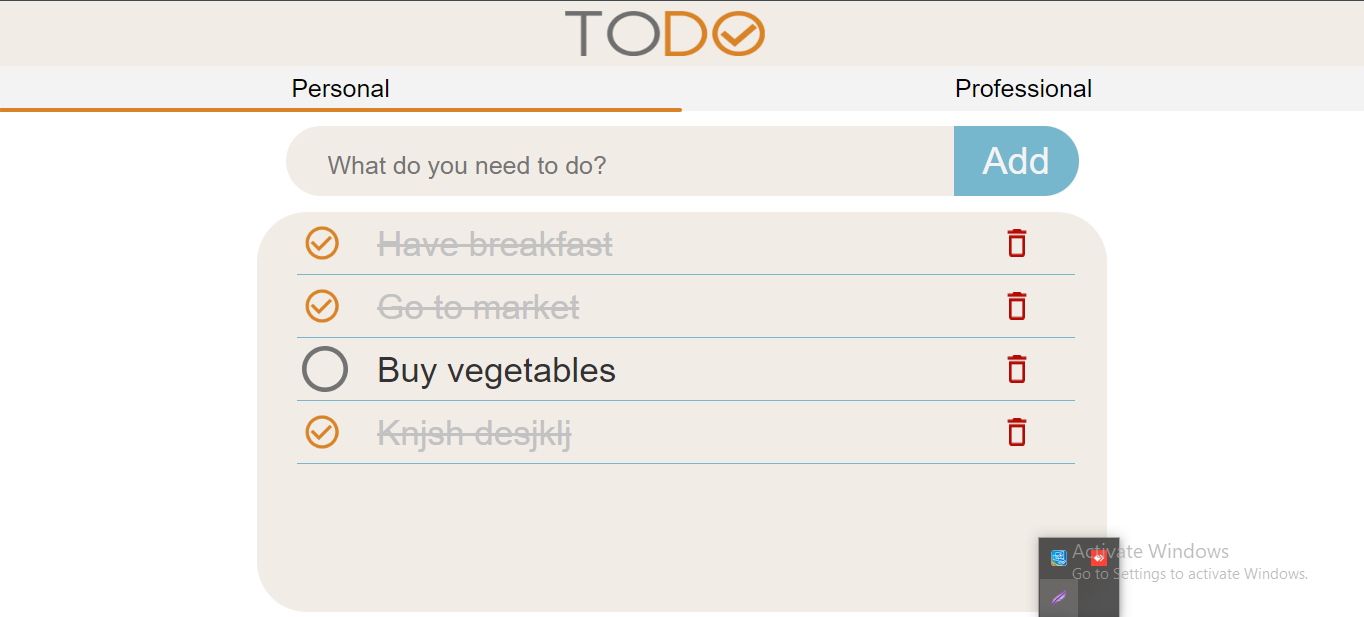 TODO
Personal
Professional
What do you need to do?
Add
Have breakfast
Go to market
Buy vegetables
Knjsh desjklj
Activate Windows
Go to Settings to activate Windows.